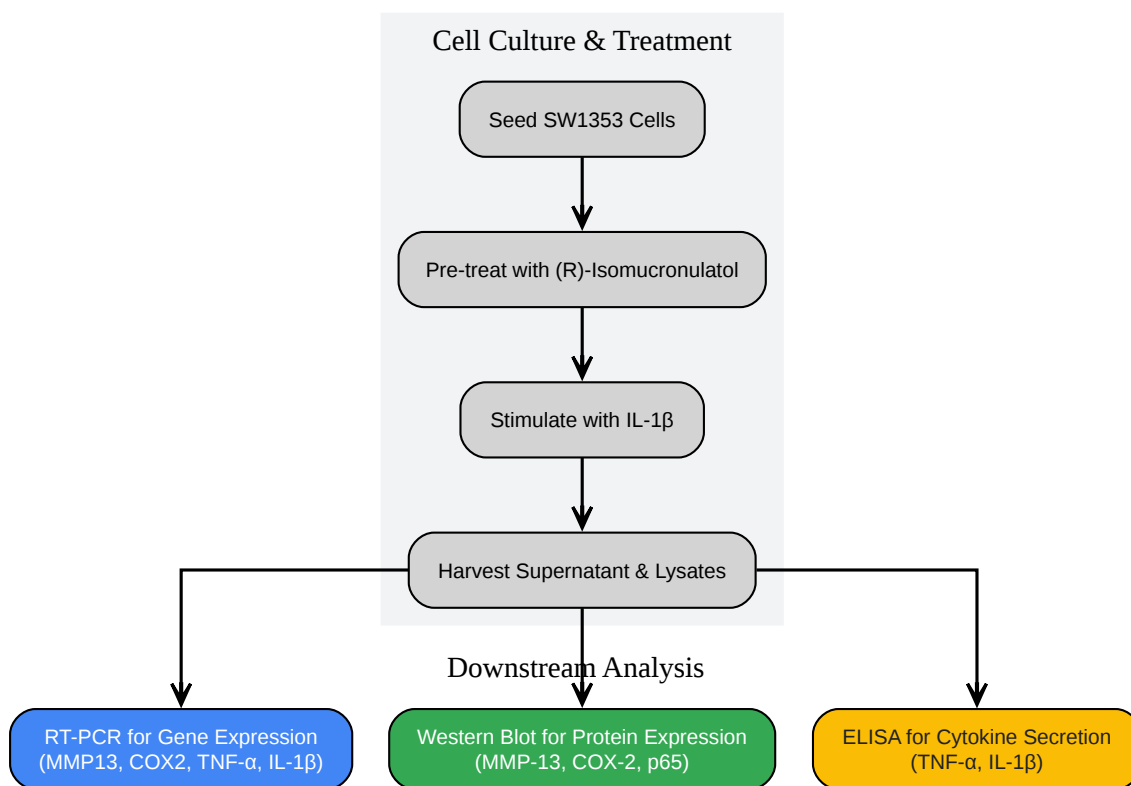 Cell Culture & Treatment
Seed SW1353 Cells
Pre-treat with (R)-Isomucronulatol
Stimulate with IL-1β
Harvest Supernatant & Lysates
Downstream Analysis
RT-PCR for Gene Expression
(MMP13, COX2, TNF-α, IL-1β)
Western Blot for Protein Expression
(MMP-13, COX-2, p65)
ELISA for Cytokine Secretion
(TNF-α, IL-1β)